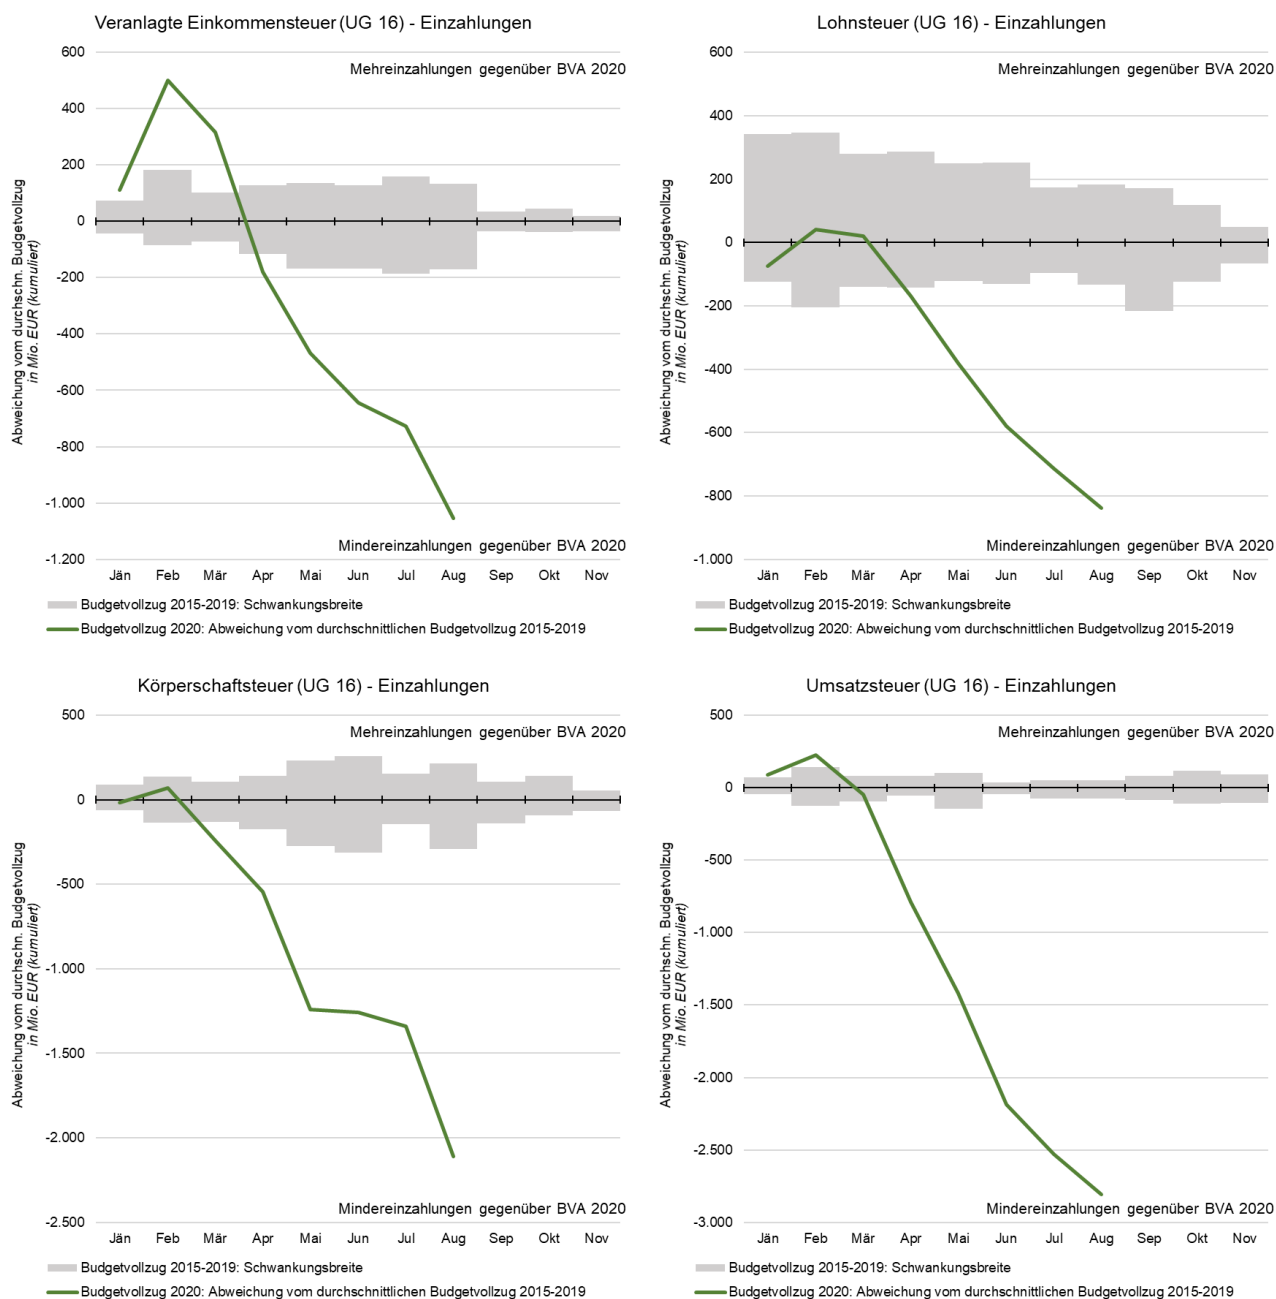 Veranlagte Einkommensteuer (UG 16) - Einzahlungen
600
400
200
0
-200
-400
-600
-800
-1.000
-1.200
Abweichung vom durchschn. Budgetvollzug
in Mio. EUR (kumuliert)
Mehreinzahlungen gegenüber BVA 2020
Mindereinzahlungen gegenüber BVA 2020
Jän Feb Mär Apr Mai Jun Jul Aug Sep Okt Nov
Budgetvollzug 2015-2019: Schwankungsbreite
Budgetvollzug 2020: Abweichung vom durchschnittlichen Budgetvollzug 2015-2019
Lohnsteuer (UG 16) - Einzahlungen
600
400
200
0
-200
-400
-600
-800
-1.000
Abweichung vom durchschn. Budgetvollzug
in Mio. EUR (kumuliert)
Mehreinzahlungen gegenüber BVA 2020
Mindereinzahlungen gegenüber BVA 2020
Jän Feb Mär Apr Mai Jun Jul Aug Sep Okt Nov
Budgetvollzug 2015-2019: Schwankungsbreite
Budgetvollzug 2020: Abweichung vom durchschnittlichen Budgetvollzug 2015-2019
Körperschaftsteuer (UG 16) - Einzahlungen
500
0
-500
-1.000
-1.500
-2.000
-2.500
Abweichung vom durchschn. Budgetvollzug
in Mio. EUR (kumuliert)
Mehreinzahlungen gegenüber BVA 2020
Mindereinzahlungen gegenüber BVA 2020
Jän Feb Mär Apr Mai Jun Jul Aug Sep Okt Nov
Budgetvollzug 2015-2019: Schwankungsbreite
Budgetvollzug 2020: Abweichung vom durchschnittlichen Budgetvollzug 2015-2019
Umsatzsteuer (UG 16) - Einzahlungen
500
0
-500
-1.000
-1.500
-2.000
-2.500
-3.000
Abweichung vom durchschn. Budgetvollzug
in Mio. EUR (kumuliert)
Mehreinzahlungen gegenüber BVA 2020
Mindereinzahlungen gegenüber BVA 2020
Jän Feb Mär Apr Mai Jun Jul Aug Sep Okt Nov
Budgetvollzug 2015-2019: Schwankungsbreite
Budgetvollzug 2020: Abweichung vom durchschnittlichen Budgetvollzug 2015-2019